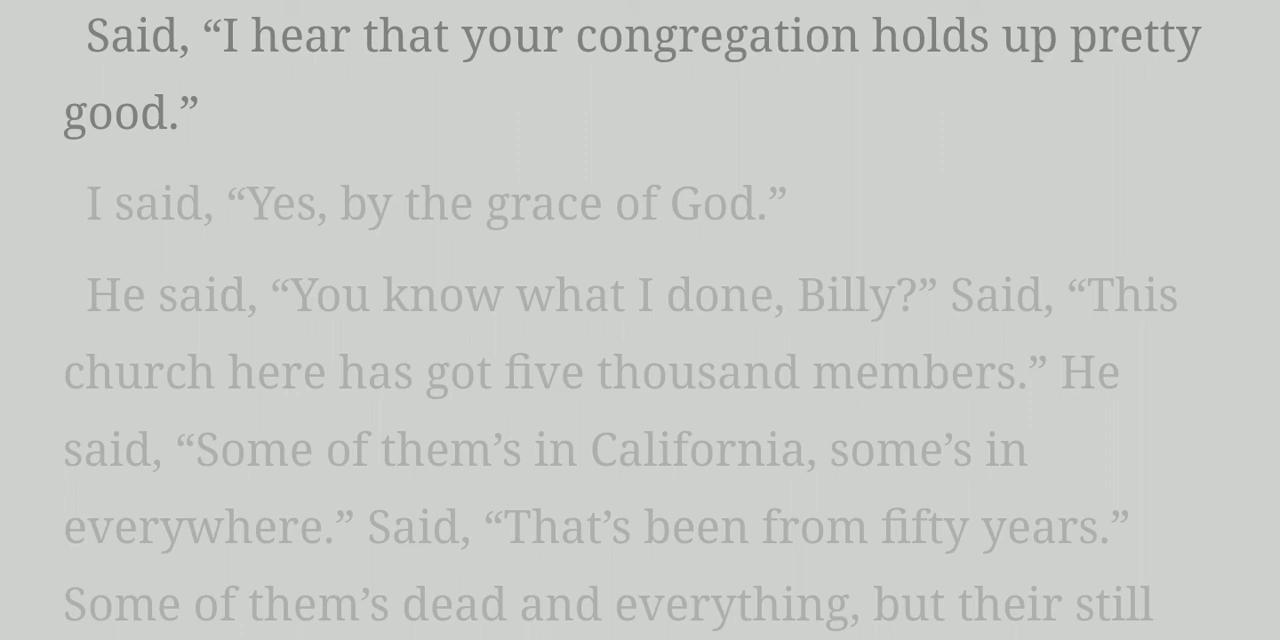 Said, “I hear that your congregation holds up pretty
good.”
I said, “Yes, by the grace of God.”
He said, “You know what I done, Billy?” Said, “This
church here has got five thousand members.” He
said, “Some of them’s in California, some’s in
everywhere.” Said, “That’s been from fifty years.”
Some of them’s dead and everything, but their still